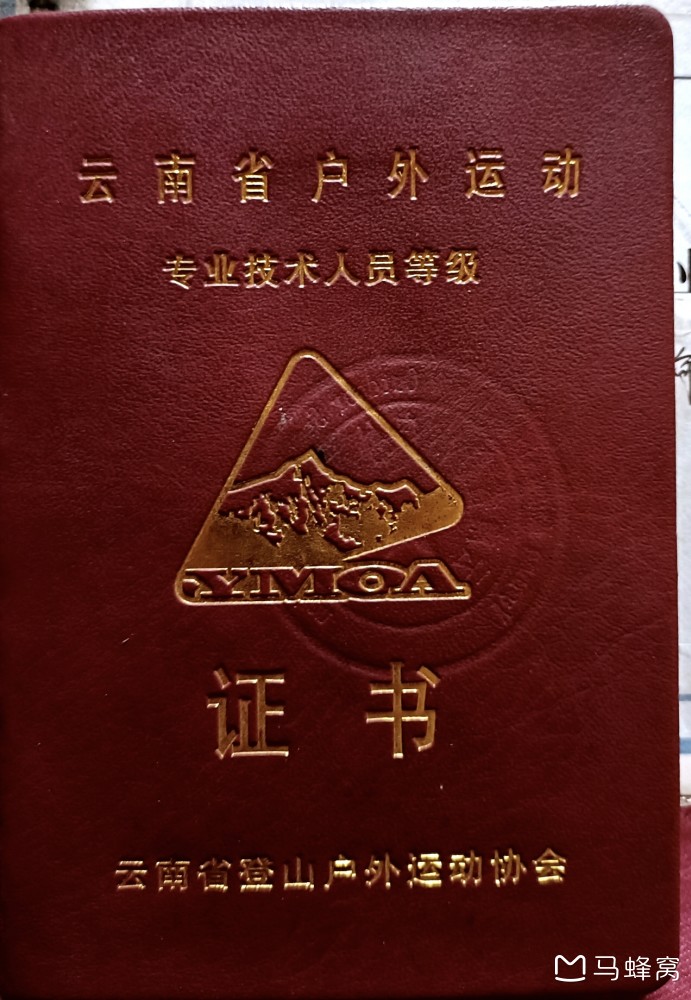 云南省户外运动
专业技术人员等级
YMOA
证书
云南省登山户外运动协会
马蜂窝